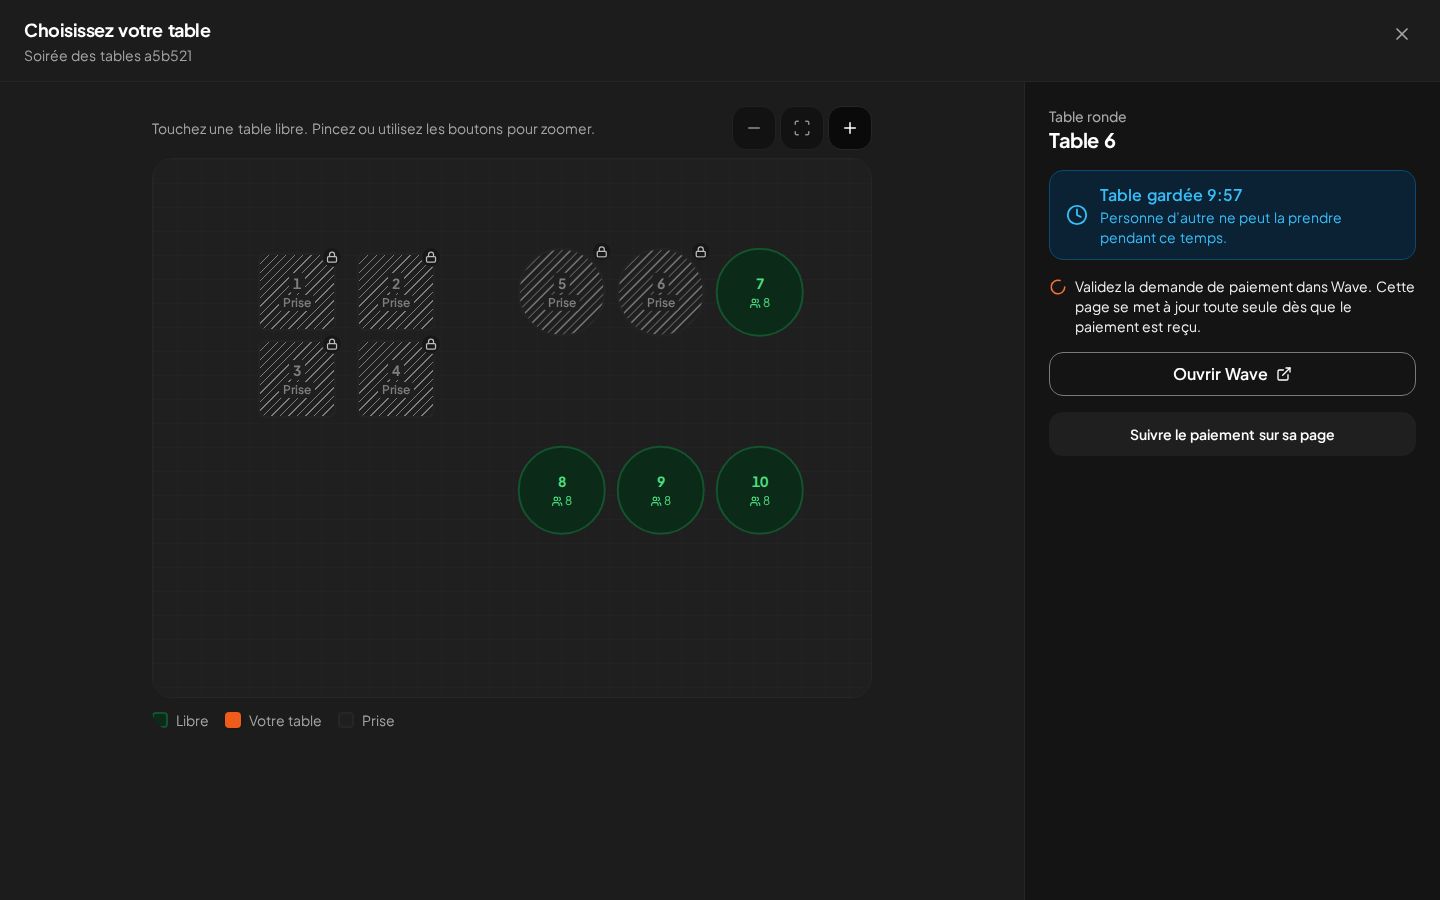 Choisissez votre table
Soirée des tables a5b521
Touchez une table libre. Pincez ou utilisez les boutons pour zoomer.
1
Prise
2
Prise
5
Prise
6
Prise
7
8
3
Prise
4
Prise
8
8
9
8
10
8
Libre
Votre table
Prise
Table ronde
Table 6
Table gardée 9:57
Personne d’autre ne peut la prendre
pendant ce temps.
Validez la demande de paiement dans Wave. Cette
page se met à jour toute seule dès que le
paiement est reçu.
Ouvrir Wave
Suivre le paiement sur sa page